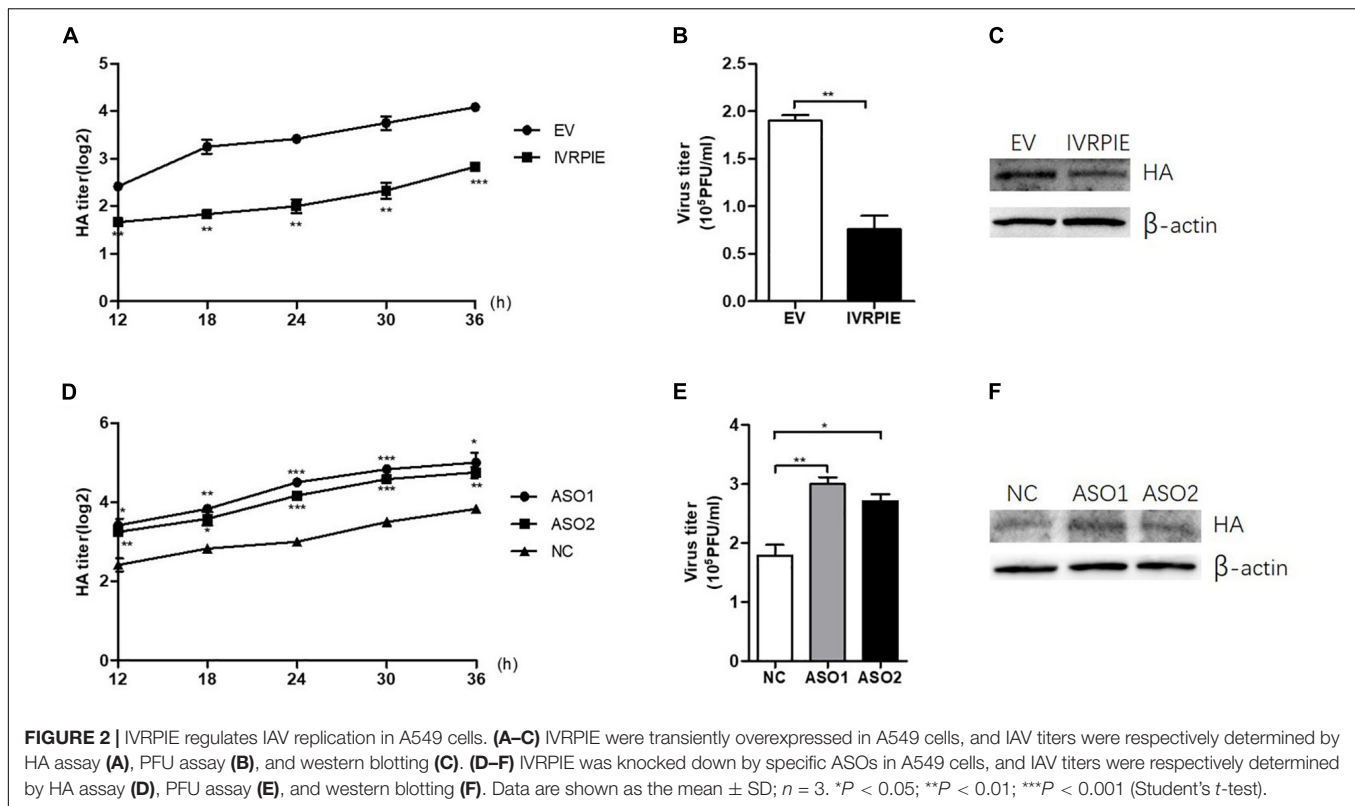 A
HA titer(log2)
5
4
3
2
1
0
12 18 24 30 36 (h)
** ** ** ** ***
EV
IVRPIE
B
Virus titer
(10⁵PFU/ml)
2.5
2.0
1.5
1.0
0.5
0.0
**
EV IVRPIE
C
EV IVRPIE
HA
β-actin
D
HA titer(log2)
6
4
2
0
* ** *** *** *
** * *** *** **
12 18 24 30 36 (h)
ASO1
ASO2
NC
E
Virus titer
(10⁵PFU/ml)
4
3
2
1
0
*
**
NC ASO1 ASO2
F
NC ASO1 ASO2
HA
β-actin
FIGURE 2 | IVRPIE regulates IAV replication in A549 cells. (A–C) IVRPIE were transiently overexpressed in A549 cells, and IAV titers were respectively determined by
HA assay (A), PFU assay (B), and western blotting (C). (D–F) IVRPIE was knocked down by specific ASOs in A549 cells, and IAV titers were respectively determined
by HA assay (D), PFU assay (E), and western blotting (F). Data are shown as the mean ± SD; n = 3. *P < 0.05; **P < 0.01; ***P < 0.001 (Student's t-test).